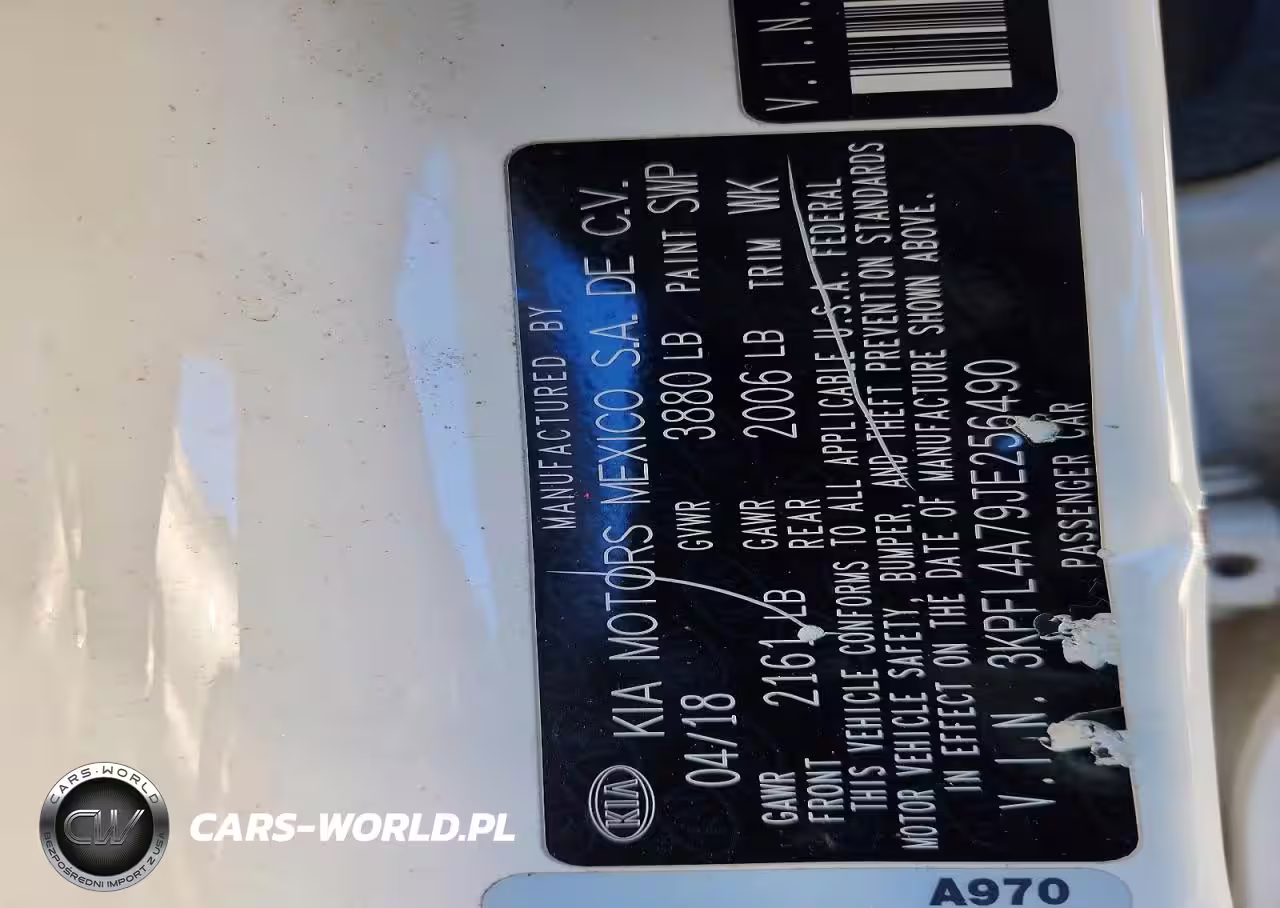 V.I.N.
MANUFACTURED BY
KIA
KIA MOTORS MEXICO S.A. DE C.V.
04/18 GVWR 3880 LB PAINT SWP
GAWR FRONT 2161 LB GAWR REAR 2006 LB TRIM WK
THIS VEHICLE CONFORMS TO ALL APPLICABLE U.S.A. FEDERAL
MOTOR VEHICLE SAFETY, BUMPER, AND THEFT PREVENTION STANDARDS
IN EFFECT ON THE DATE OF MANUFACTURE SHOWN ABOVE.
V.I.N. 3KPFL4A79JE256490
PASSENGER CAR
A970
CARS-WORLD
CW
BEZPOŚREDNI IMPORT Z USA
CARS-WORLD.PL